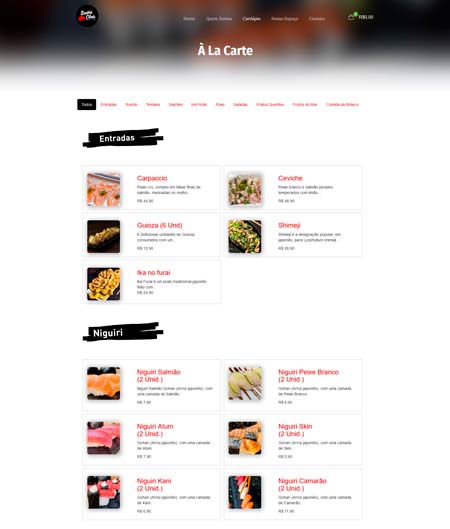 Sushi
Chic
Home Quem Somos Cardápio Nosso Espaço Contato
R$0,00
À La Carte
Todos Entradas Sushis Temakis Sashimi Hot Rolls Poke Saladas Pratos Quentes Frutos do Mar Comida de Boteco
Entradas
Carpaccio
Peixe cru, cortado em fatias finas de
salmão, marinadas no molho...
R$ 44,90
Ceviche
Peixe branco e salmão picados
temperados com limão...
R$ 46,90
Guioza (6 Und)
6 Deliciosas unidades de Guioza,
consumidos com um...
R$ 12,90
Shimeji
Shimeji é a designação popular, em
japonês, para Lyophyllum shimeji...
R$ 26,90
Ika no furai
Ika Furai é um prato tradicional japonês
feito com...
R$ 24,90
Niguiri
Niguiri Salmão
(2 Unid.)
Niguiri Salmão Gohan (Arroz japonês), com
uma camada de Salmão.
R$ 7,90
Niguiri Peixe Branco
(2 Unid.)
Gohan (Arroz japonês), com uma camada
de Peixe Branco.
R$ 6,90
Niguiri Atum
(2 Unid.)
Gohan (Arroz japonês), com uma camada
de Atum.
R$ 7,90
Niguiri Skin
(2 Unid.)
Gohan (Arroz japonês), com uma camada
de Skin.
R$ 5,90
Niguiri Kani
(2 Unid.)
Gohan (Arroz japonês), com uma camada
de Kani.
R$ 6,90
Niguiri Camarão
(2 Unid.)
Gohan (Arroz japonês), com uma camada
de Camarão.
R$ 11,90